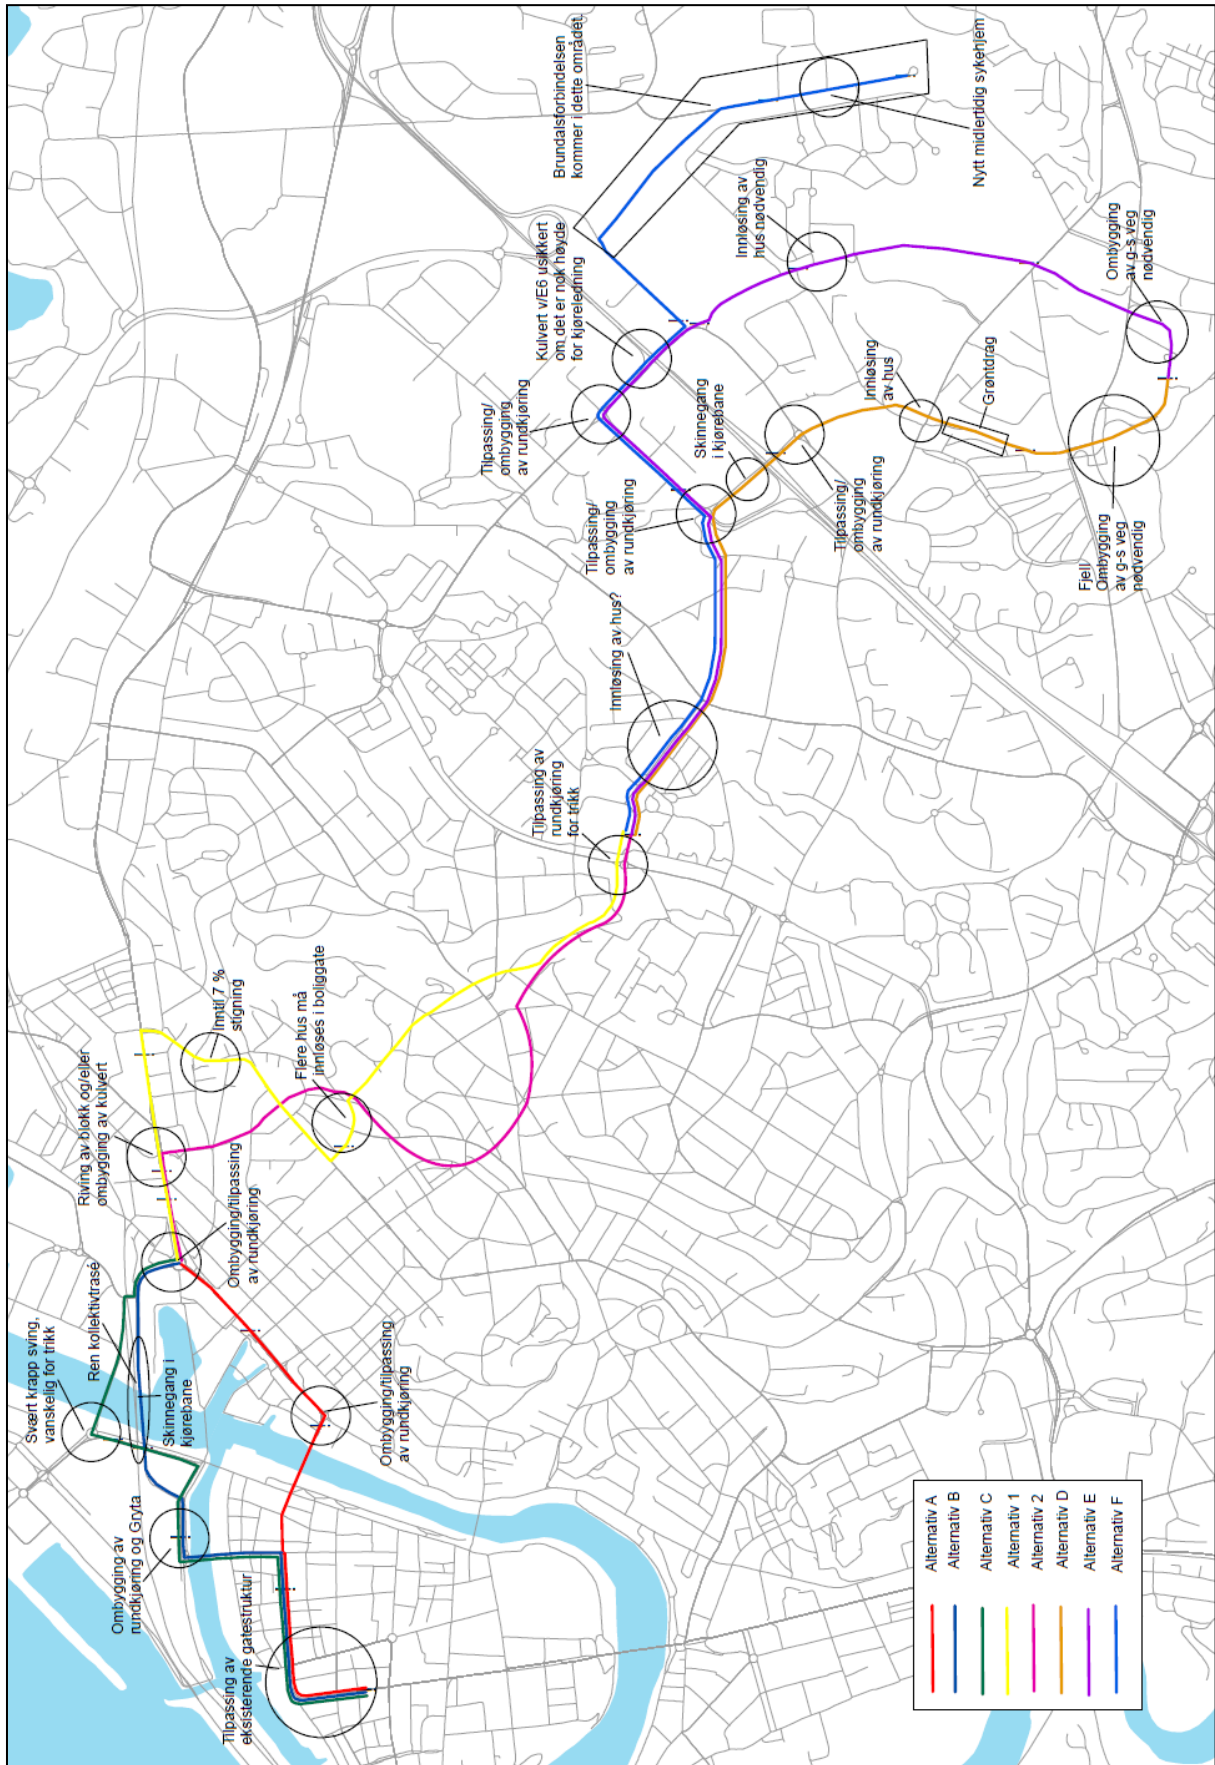 Svært krapp sving,
vanskelig for trikk
Ren kollektivtrasé
Skinnegang i
kjørebane
Ombygging av
rundkjøring og Gryta
Tilpassing av
eksisterende gatestruktur
Riving av blokk og/eller
ombygging av kulvert
Ombygging/tilpassing
av rundkjøring
Ombygging/tilpassing
av rundkjøring
Inntil 7 %
stigning
Flere hus må
innløses i boliggate
Tilpassing av
rundkjøring
for trikk
Innløsing av hus?
Tilpassing/
ombygging
av rundkjøring
Tilpassing/
ombygging
av rundkjøring
Kulvert v/E6 usikkert
om det er nok høyde
for kjøreledning
Skinnegang
i kjørebane
Tilpassing/
ombygging
av rundkjøring
Brundalsforbindelsen
kommer i dette området
Nytt midlertidig sykehjem
Innløsing av
hus nødvendig
Innløsing
av hus
Grøntdrag
Ombygging
av g-s veg
nødvendig
Fjell
Ombygging
av g-s veg
nødvendig
Alternativ A
Alternativ B
Alternativ C
Alternativ 1
Alternativ 2
Alternativ D
Alternativ E
Alternativ F